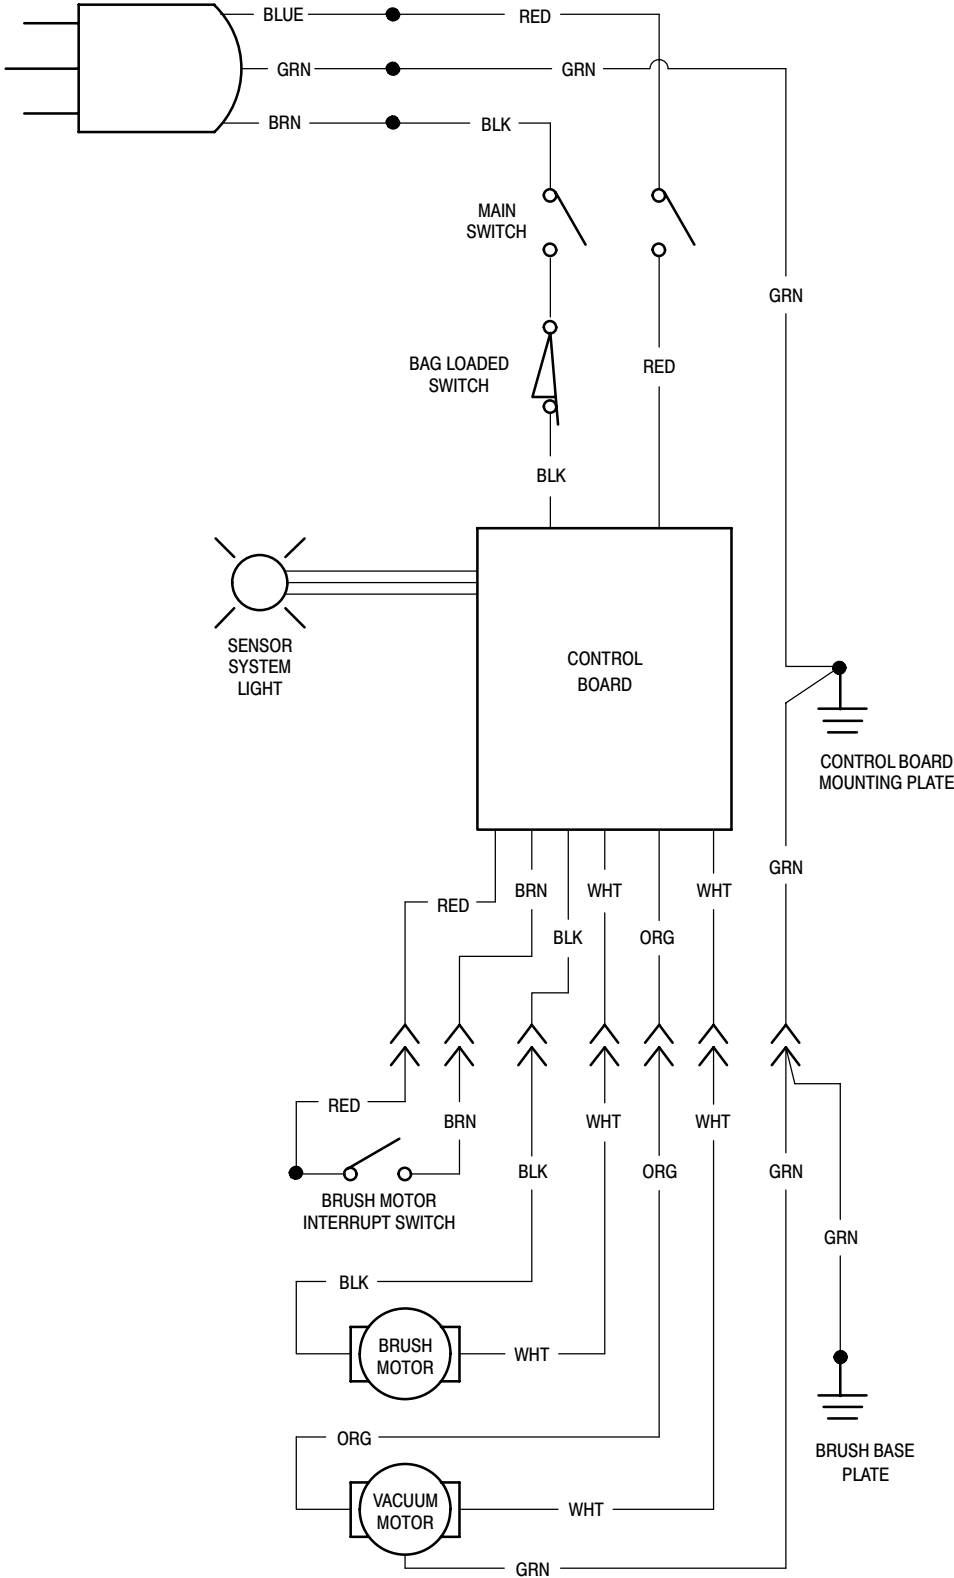 BLUE
RED
GRN
GRN
BRN
BLK
MAIN
SWITCH
GRN
BAG LOADED
SWITCH
RED
BLK
SENSOR
SYSTEM
LIGHT
CONTROL
BOARD
CONTROL BOARD
MOUNTING PLATE
GRN
RED
BRN
WHT
WHT
BLK
ORG
RED
BRN
WHT
WHT
BLK
ORG
GRN
BRUSH MOTOR
INTERRUPT SWITCH
GRN
BLK
BRUSH
MOTOR
WHT
ORG
BRUSH BASE
PLATE
VACUUM
MOTOR
WHT
GRN